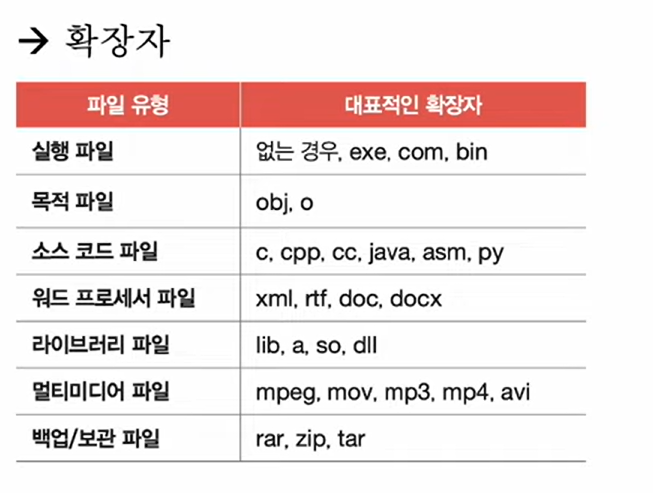 → 확장자
파일 유형 대표적인 확장자
실행 파일 없는 경우, exe, com, bin
목적 파일 obj, o
소스 코드 파일 c, cpp, cc, java, asm, py
워드 프로세서 파일 xml, rtf, doc, docx
라이브러리 파일 lib, a, so, dll
멀티미디어 파일 mpeg, mov, mp3, mp4, avi
백업/보관 파일 rar, zip, tar